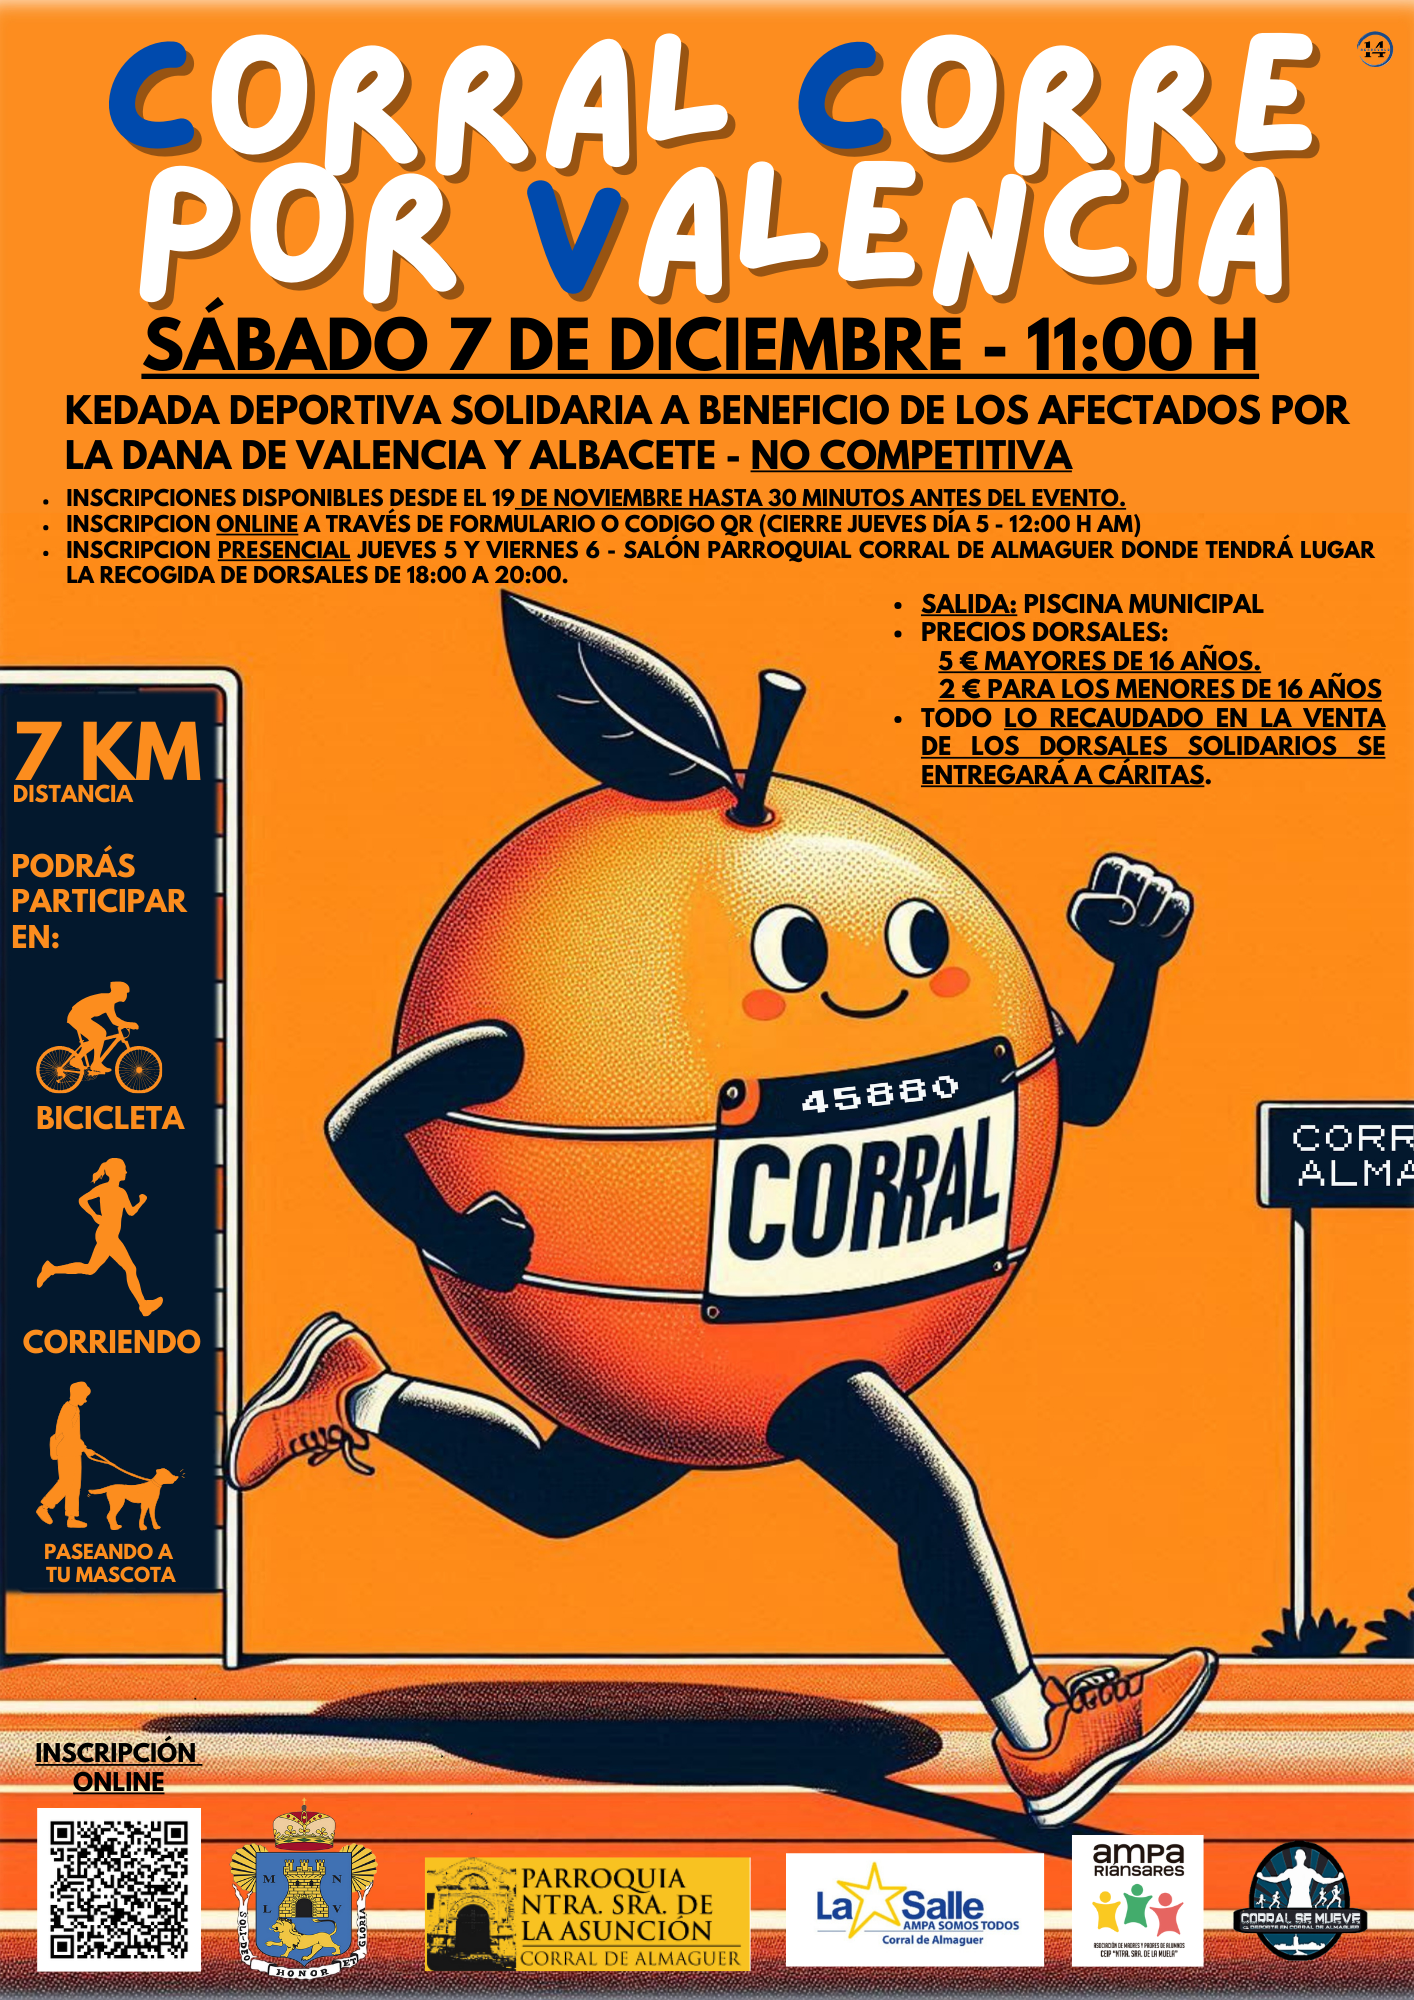 CORRAL CORRE
14
POR VALENCIA
SÁBADO 7 DE DICIEMBRE - 11:00 H
KEDADA DEPORTIVA SOLIDARIA A BENEFICIO DE LOS AFECTADOS POR
LA DANA DE VALENCIA Y ALBACETE - NO COMPETITIVA
• INSCRIPCIONES DISPONIBLES DESDE EL 19 DE NOVIEMBRE HASTA 30 MINUTOS ANTES DEL EVENTO.
• INSCRIPCION ONLINE A TRAVÉS DE FORMULARIO O CODIGO QR (CIERRE JUEVES DÍA 5 - 12:00 H AM)
• INSCRIPCION PRESENCIAL JUEVES 5 Y VIERNES 6 - SALÓN PARROQUIAL CORRAL DE ALMAGUER DONDE TENDRÁ LUGAR
LA RECOGIDA DE DORSALES DE 18:00 A 20:00.
• SALIDA: PISCINA MUNICIPAL
• PRECIOS DORSALES:
5 € MAYORES DE 16 AÑOS.
2 € PARA LOS MENORES DE 16 AÑOS
• TODO LO RECAUDADO EN LA VENTA
DE LOS DORSALES SOLIDARIOS SE
ENTREGARÁ A CÁRITAS.
7 KM
DISTANCIA
PODRÁS
PARTICIPAR
EN:
BICICLETA
CORRIENDO
PASEANDO A
TU MASCOTA
45880
CORRAL
CORR
ALMA
INSCRIPCIÓN
ONLINE
M N
L V
SOLI·DEO
HONOR
ET
GLORIA
PARROQUIA
NTRA. SRA. DE
LA ASUNCIÓN
CORRAL DE ALMAGUER
La Salle
AMPA SOMOS TODOS
Corral de Almaguer
ampa
RIANSARES
ASOCIACIÓN DE MADRES Y PADRES DE ALUMNOS
CEIP "NTRA. SRA. DE LA MUELA"
CORRAL SE MUEVE
EL DEPORTE EN CORRAL DE ALMAGUER